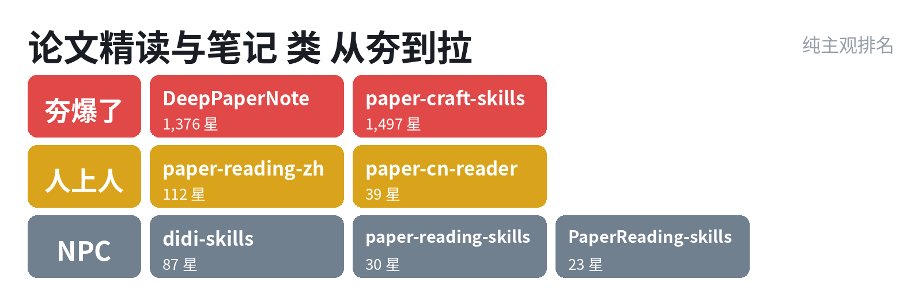 论文精读与笔记 类 从夯到拉
纯主观排名
夯爆了
DeepPaperNote
1,376 星
paper-craft-skills
1,497 星
人上人
paper-reading-zh
112 星
paper-cn-reader
39 星
NPC
didi-skills
87 星
paper-reading-skills
30 星
PaperReading-skills
23 星